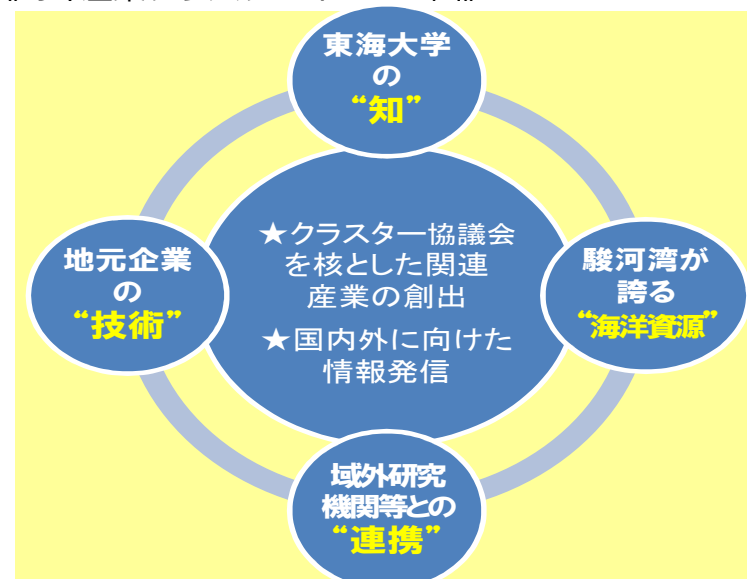 東海大学
の
“知”
地元企業
の
“技術”
★クラスター協議会
を核とした関連
産業の創出
★国内外に向けた
情報発信
駿河湾が
誇る
“海洋資源”
域外研究
機関等との
“連携”